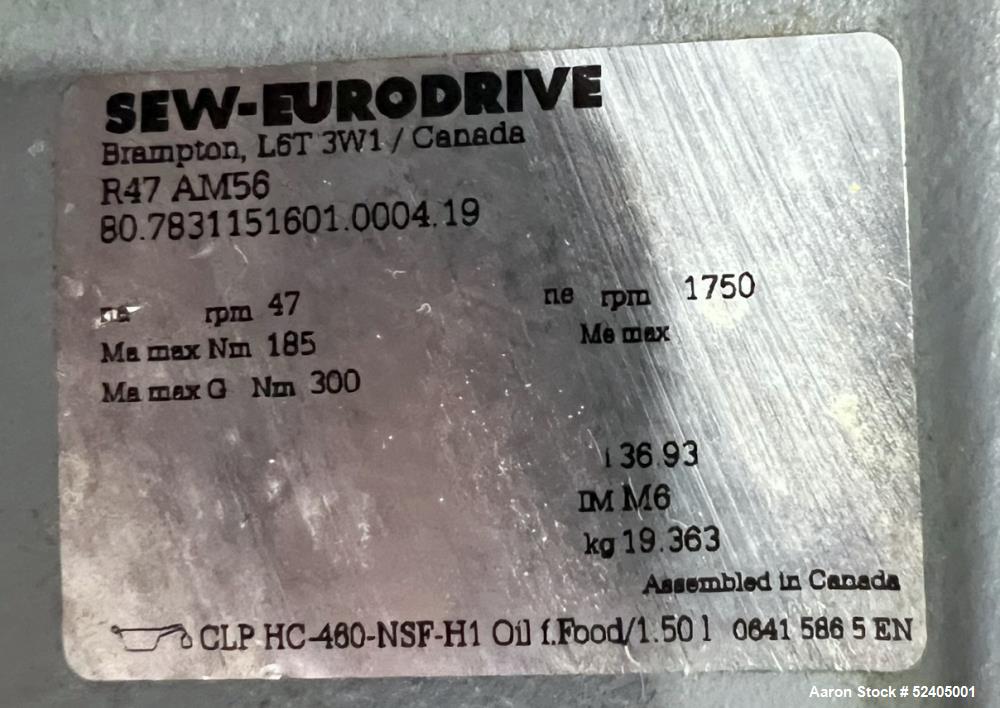 SEW-EURODRIVE
Brampton, L6T 3W1 / Canada
R47 AM56
80.7831151601.0004.19
rpm 47 ne rpm 1750
Ma max Nm 185 Me max
Ma max G Nm 300
i 36.93
IM M6
kg 19.363
Assembled in Canada
CLP HC-460-NSF-H1 Oil f.Food/1.50 l 0641 586 5 EN
Aaron Stock # 52405001